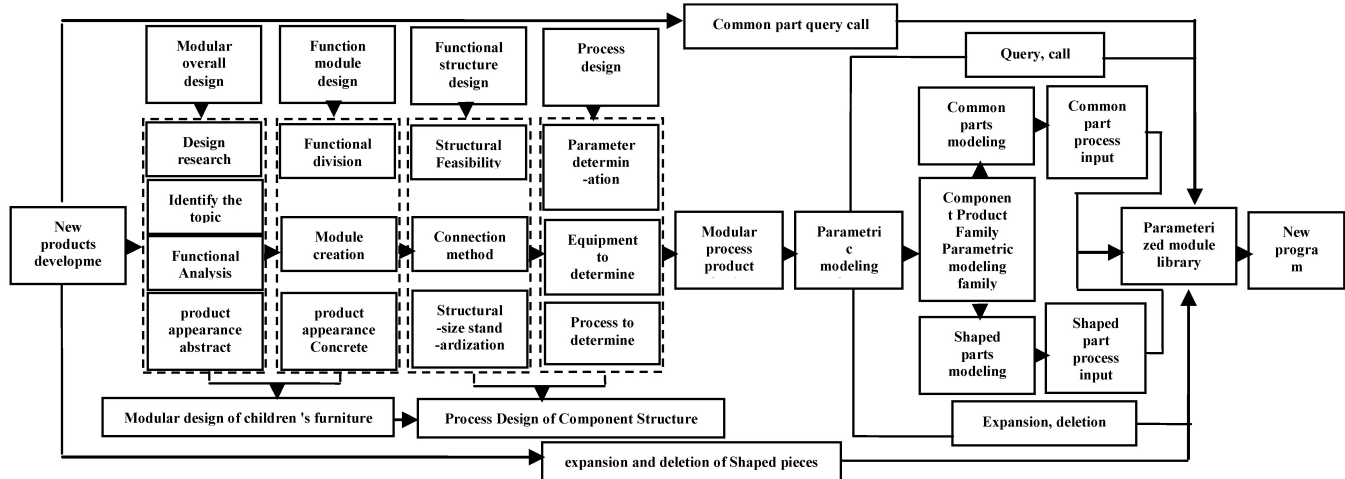 Common part query call
Modular
overall
design
Function
module
design
Functional
structure
design
Process
design
Query, call
Design
research
Functional
division
Structural
Feasibility
Parameter
determin
-ation
Common
parts
modeling
Common
part
process
input
Identify the
topic
New
products
developme
Functional
Analysis
Module
creation
Connection
method
Equipment
to
determine
Modular
process
product
Parametri
c
modeling
Componen
t Product
Family
Parametric
modeling
family
Parameteri
zed module
library
New
progra
m
product
appearance
abstract
product
appearance
Concrete
Structural
-size stand
-ardization
Process to
determine
Shaped
parts
modeling
Shaped
part
process
input
Modular design of children 's furniture
Process Design of Component Structure
Expansion, deletion
expansion and deletion of Shaped pieces